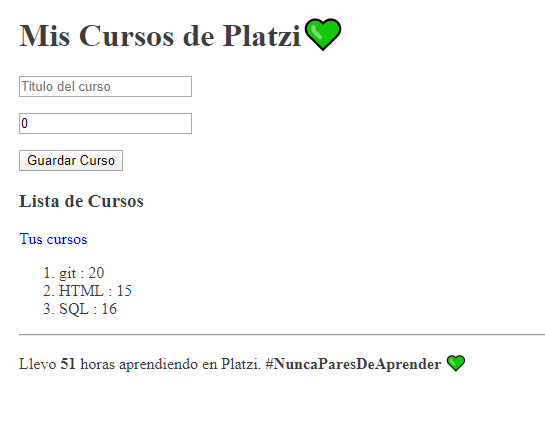 Mis Cursos de Platzi
Titulo del curso
0
Guardar Curso
Lista de Cursos
Tus cursos
1. git : 20
2. HTML : 15
3. SQL : 16
Llevo 51 horas aprendiendo en Platzi. #NuncaParesDeAprender